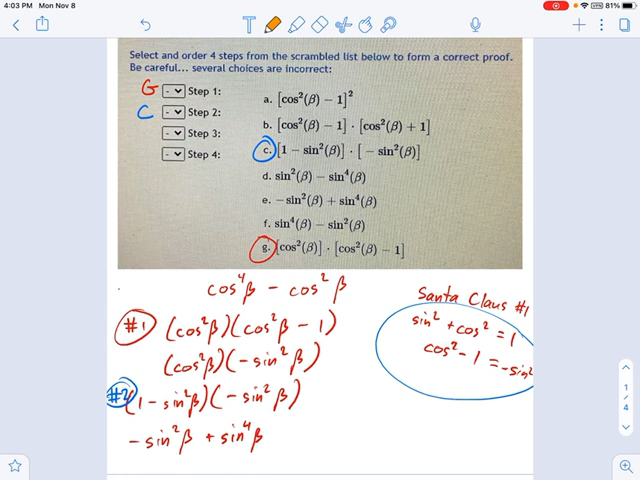 4:03 PM Mon Nov 8
VPN 81%
Select and order 4 steps from the scrambled list below to form a correct proof.
Be careful... several choices are incorrect:
G - Step 1:
C - Step 2:
- Step 3:
- Step 4:
a. [cos²(β) − 1]²
b. [cos²(β) − 1] · [cos²(β) + 1]
c. [1 − sin²(β)] · [ − sin²(β)]
d. sin²(β) − sin⁴(β)
e. −sin²(β) + sin⁴(β)
f. sin⁴(β) − sin²(β)
g. [cos²(β)] · [cos²(β) − 1]
cos⁴β − cos²β
#1 (cos²β)(cos²β − 1)
(cos²β)(−sin²β)
#2 (1 − sin²β)(−sin²β)
−sin²β + sin⁴β
Santa Claus #1
sin² + cos² = 1
cos² − 1 = −sin²
1
4